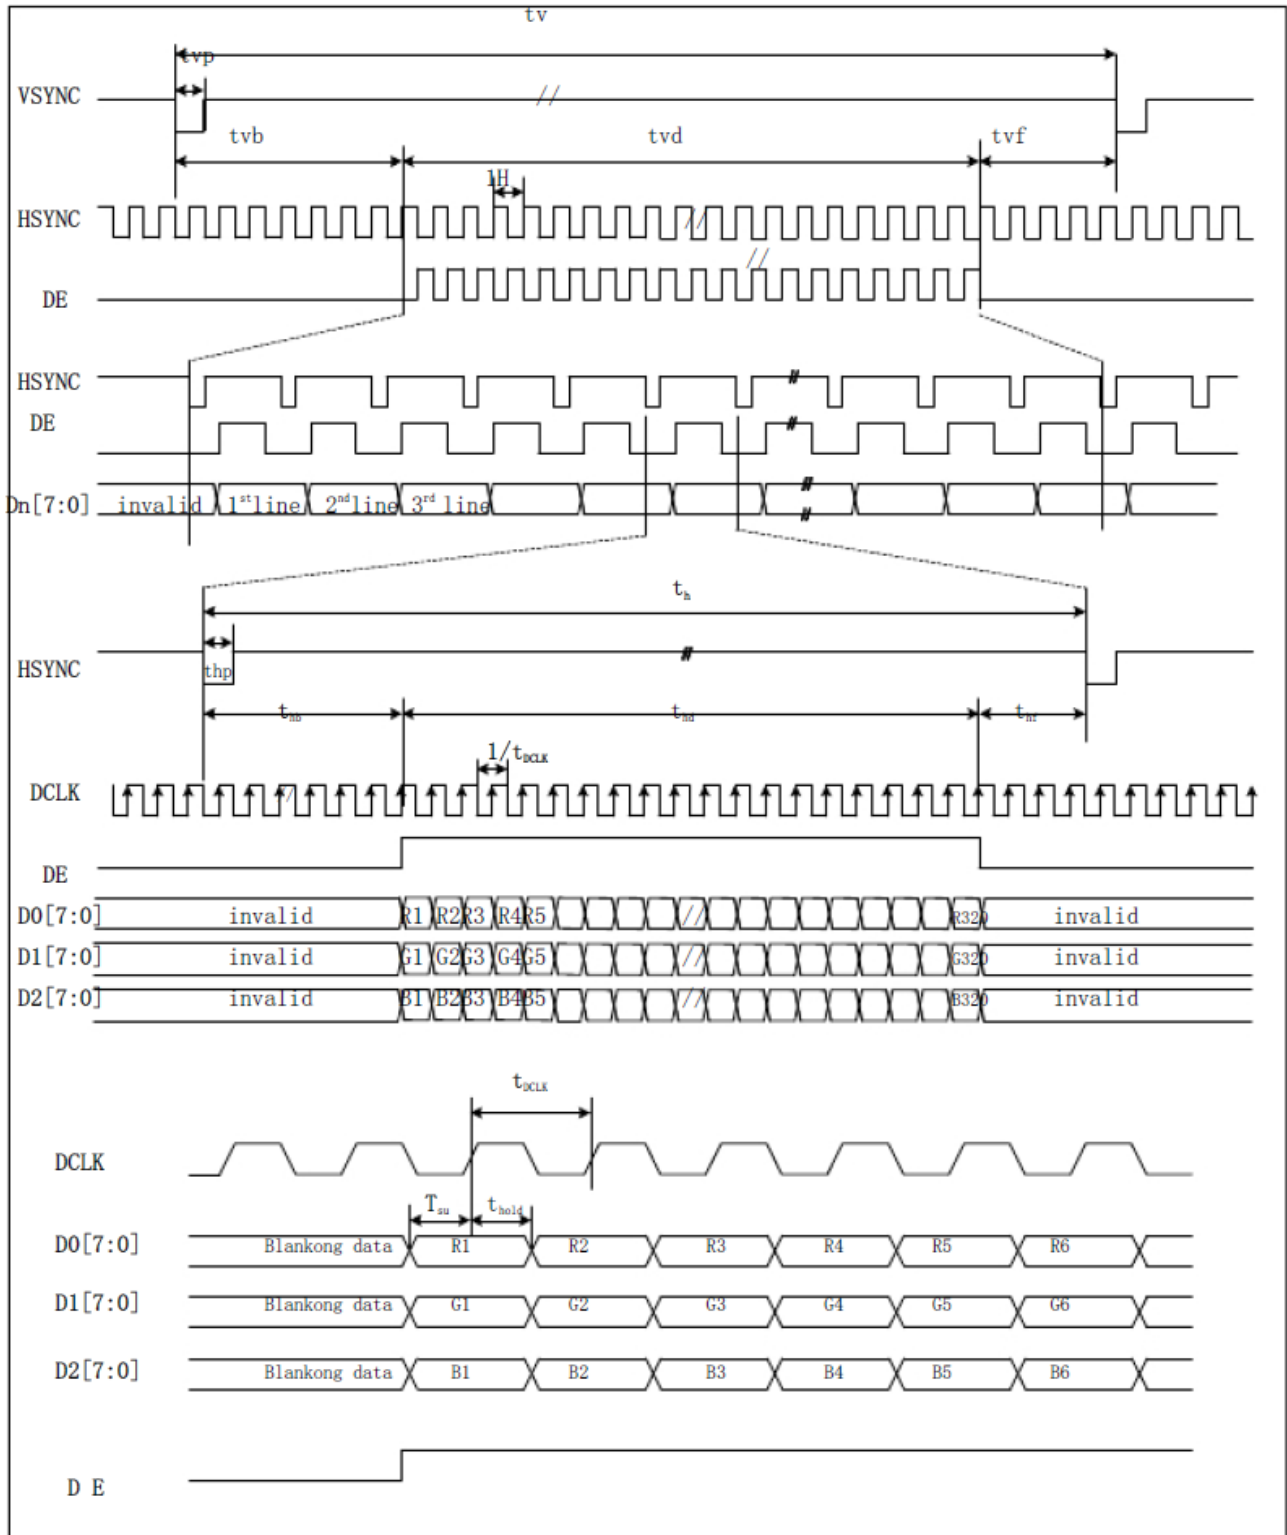 tv
tvp
VSYNC //
tvb tvd tvf
1H
HSYNC //
//
DE
HSYNC //
DE //
Dn[7:0] invalid 1st line 2nd line 3rd line //
//
th
HSYNC thp //
thb thd thf
1/tDCLK
DCLK //
DE
D0[7:0] invalid R1 R2 R3 R4 R5 // R320 invalid
D1[7:0] invalid G1 G2 G3 G4 G5 // G320 invalid
D2[7:0] invalid B1 B2 B3 B4 B5 // B320 invalid
tDCLK
DCLK
Tsu thold
D0[7:0] Blankong data R1 R2 R3 R4 R5 R6
D1[7:0] Blankong data G1 G2 G3 G4 G5 G6
D2[7:0] Blankong data B1 B2 B3 B4 B5 B6
D E